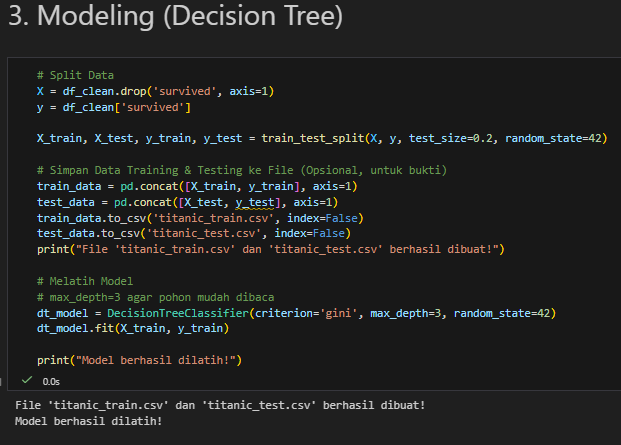 3. Modeling (Decision Tree)
# Split Data
X = df_clean.drop('survived', axis=1)
y = df_clean['survived']
X_train, X_test, y_train, y_test = train_test_split(X, y, test_size=0.2, random_state=42)
# Simpan Data Training & Testing ke File (Opsional, untuk bukti)
train_data = pd.concat([X_train, y_train], axis=1)
test_data = pd.concat([X_test, y_test], axis=1)
train_data.to_csv('titanic_train.csv', index=False)
test_data.to_csv('titanic_test.csv', index=False)
print("File 'titanic_train.csv' dan 'titanic_test.csv' berhasil dibuat!")
# Melatih Model
# max_depth=3 agar pohon mudah dibaca
dt_model = DecisionTreeClassifier(criterion='gini', max_depth=3, random_state=42)
dt_model.fit(X_train, y_train)
print("Model berhasil dilatih!")
0.0s
File 'titanic_train.csv' dan 'titanic_test.csv' berhasil dibuat!
Model berhasil dilatih!